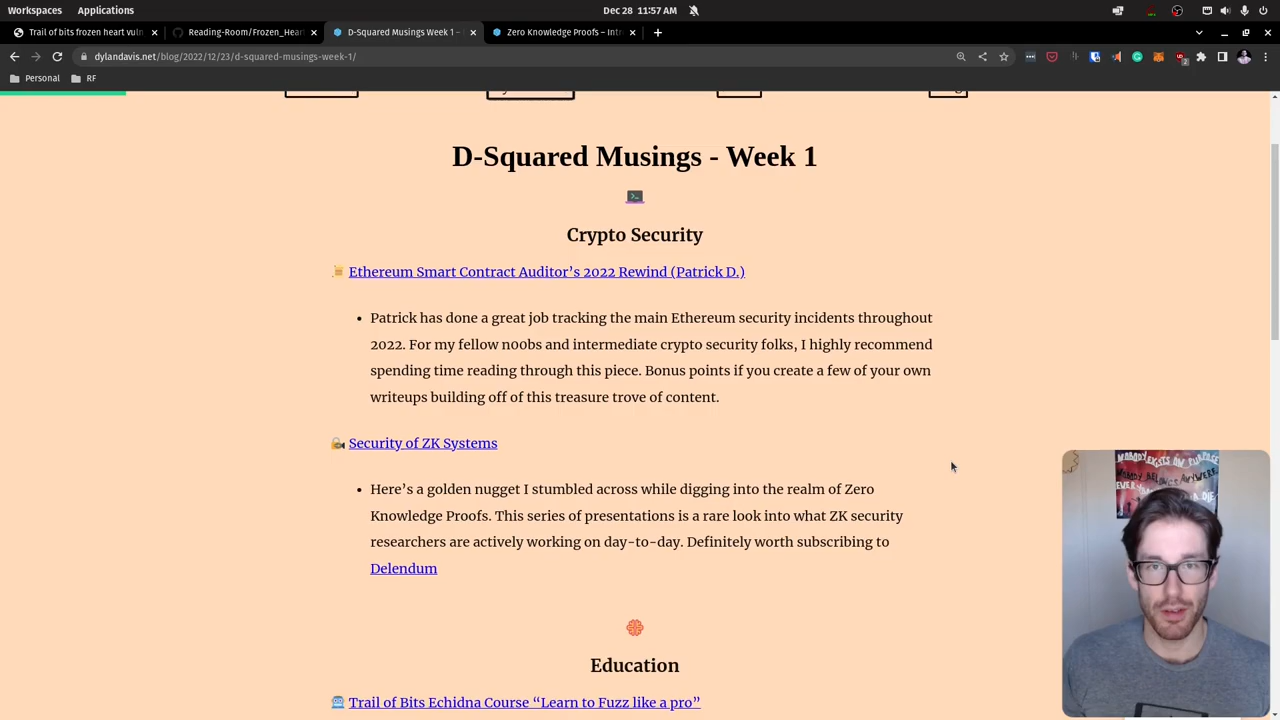 Workspaces Applications Dec 28 11:57 AM
Trail of bits frozen heart vuln Reading-Room/Frozen_Hear D-Squared Musings Week 1 – Zero Knowledge Proofs – Intr
dylandavis.net/blog/2022/12/23/d-squared-musings-week-1/
Personal RF
D-Squared Musings - Week 1
Crypto Security
Ethereum Smart Contract Auditor’s 2022 Rewind (Patrick D.)
• Patrick has done a great job tracking the main Ethereum security incidents throughout
2022. For my fellow n00bs and intermediate crypto security folks, I highly recommend
spending time reading through this piece. Bonus points if you create a few of your own
writeups building off of this treasure trove of content.
Security of ZK Systems
• Here’s a golden nugget I stumbled across while digging into the realm of Zero
Knowledge Proofs. This series of presentations is a rare look into what ZK security
researchers are actively working on day-to-day. Definitely worth subscribing to
Delendum
NOBODY EXISTS ON PURPOSE
Education
Trail of Bits Echidna Course “Learn to Fuzz like a pro”